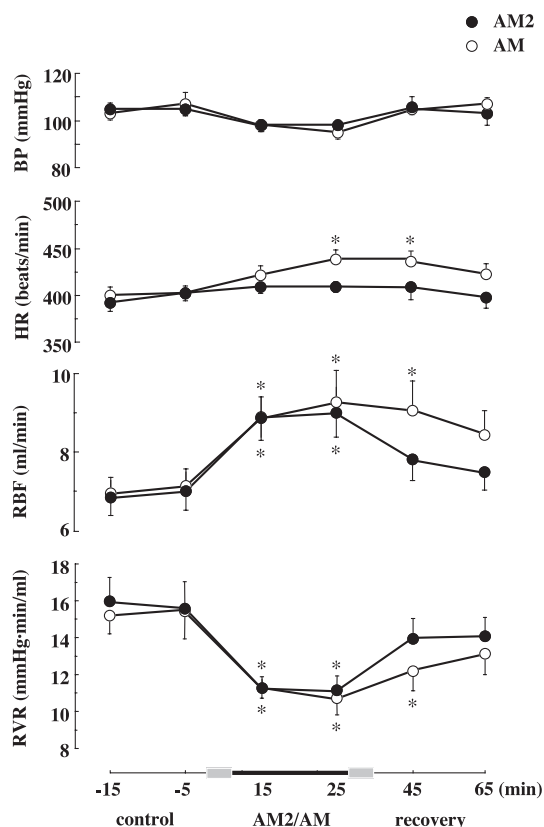 AM2
AM
120
100
80
BP (mmHg)
450
400
350
HR (beats/min)
* *
10
8
6
RBF (ml/min)
* * *
* *
18
16
14
12
10
8
RVR (mmHg·min/ml)
* *
* * *
-15 -5 15 25 45 65 (min)
control AM2/AM recovery